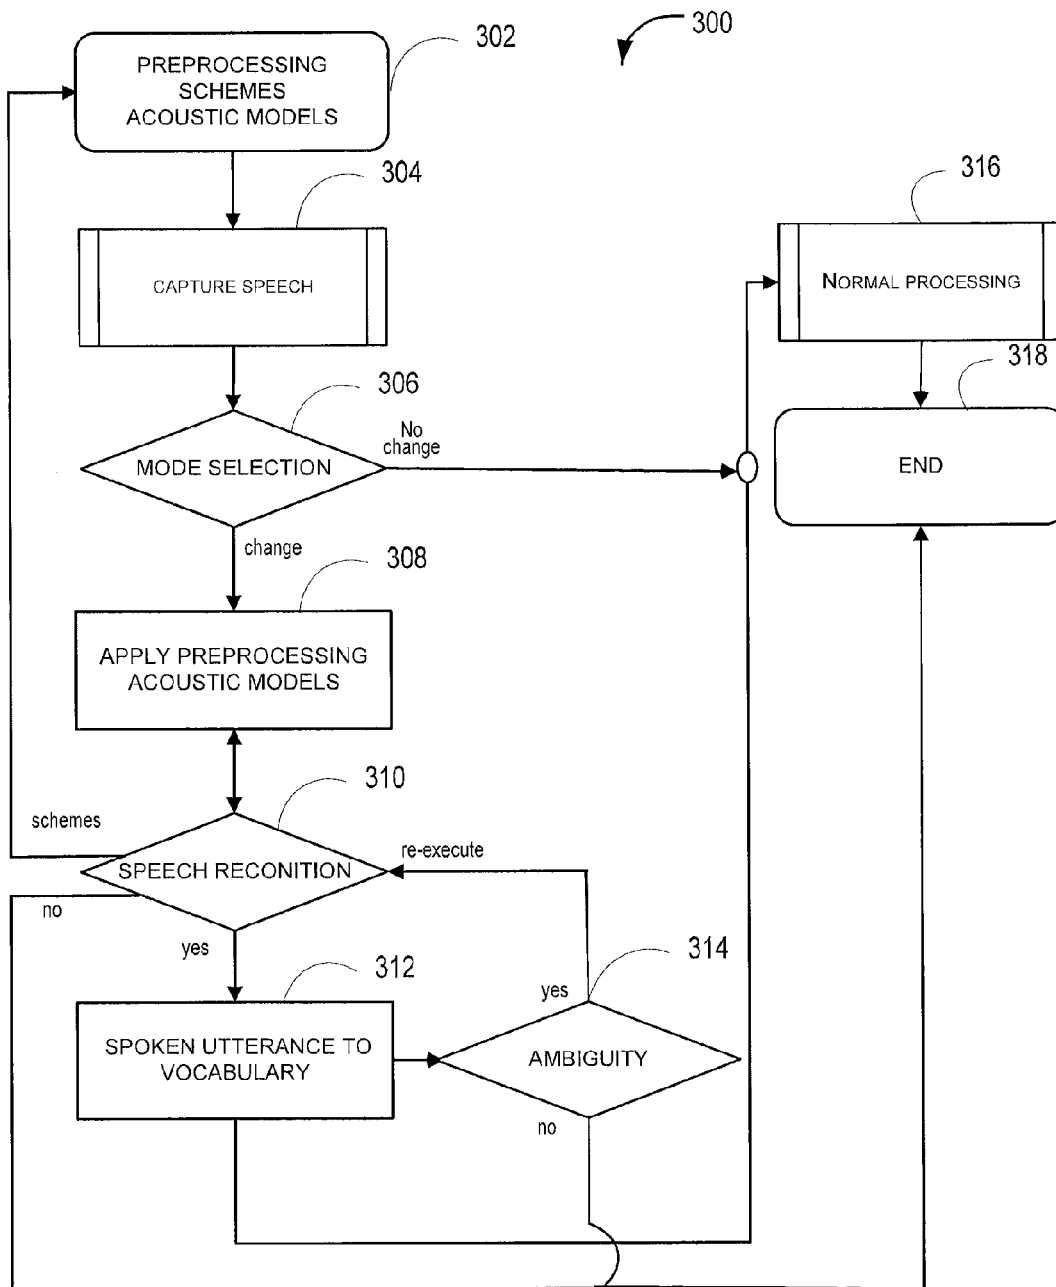 302
300
PREPROCESSING
SCHEMES
ACOUSTIC MODELS
304
316
CAPTURE SPEECH
NORMAL PROCESSING
318
306
No
change
MODE SELECTION
END
change
308
APPLY PREPROCESSING
ACOUSTIC MODELS
310
schemes
re-execute
SPEECH RECONITION
no
yes
314
312
yes
SPOKEN UTTERANCE TO
VOCABULARY
AMBIGUITY
no